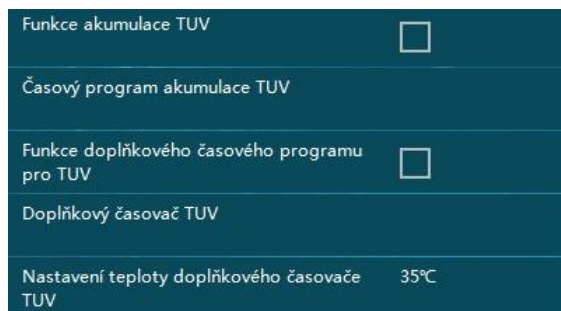 Funkce akumulace TUV
Časový program akumulace TUV
Funkce doplňkového časového programu
pro TUV
Doplňkový časovač TUV
Nastavení teploty doplňkového časovače 35℃
TUV